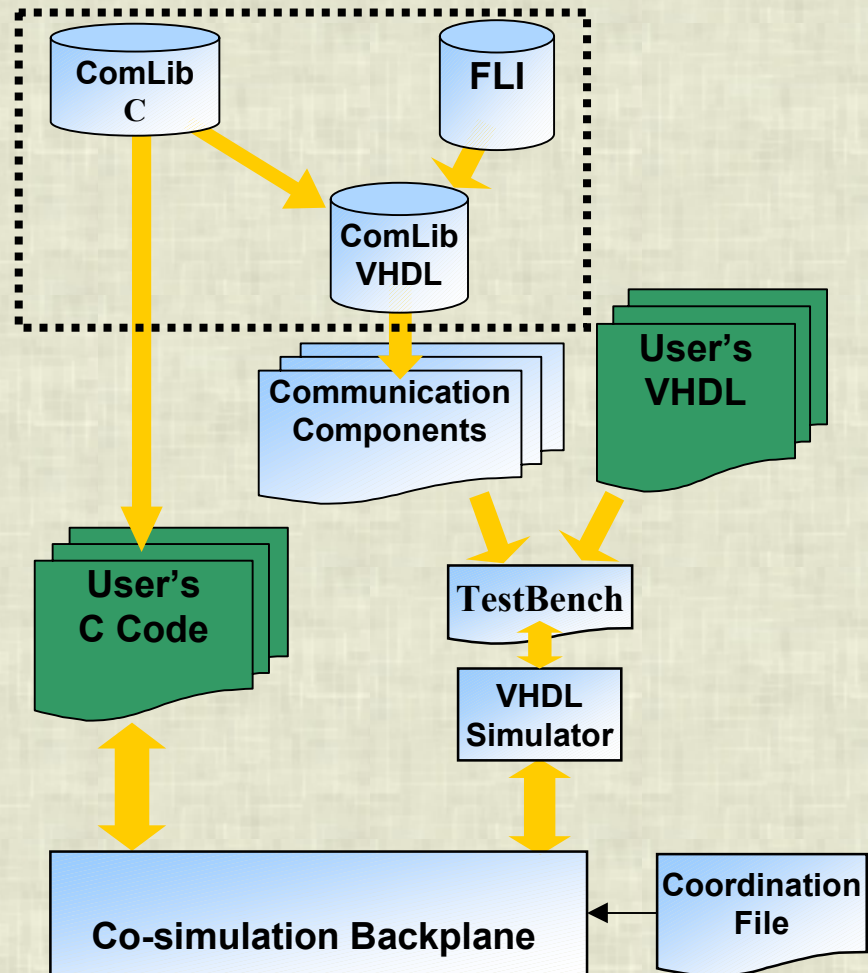 ComLib
C
FLI
ComLib
VHDL
Communication
Components
User's
VHDL
User's
C Code
TestBench
VHDL
Simulator
Co-simulation Backplane
Coordination
File